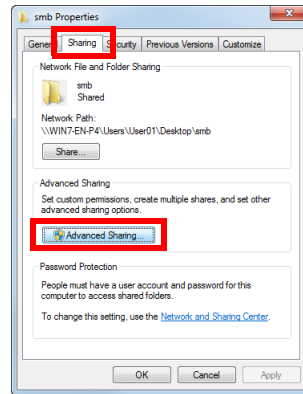 smb Properties
General Sharing Security Previous Versions Customize
Network File and Folder Sharing
smb
Shared
Network Path:
\\WIN7-EN-P4\Users\User01\Desktop\smb
Share...
Advanced Sharing
Set custom permissions, create multiple shares, and set other
advanced sharing options.
Advanced Sharing...
Password Protection
People must have a user account and password for this
computer to access shared folders.
To change this setting, use the Network and Sharing Center.
OK Cancel Apply